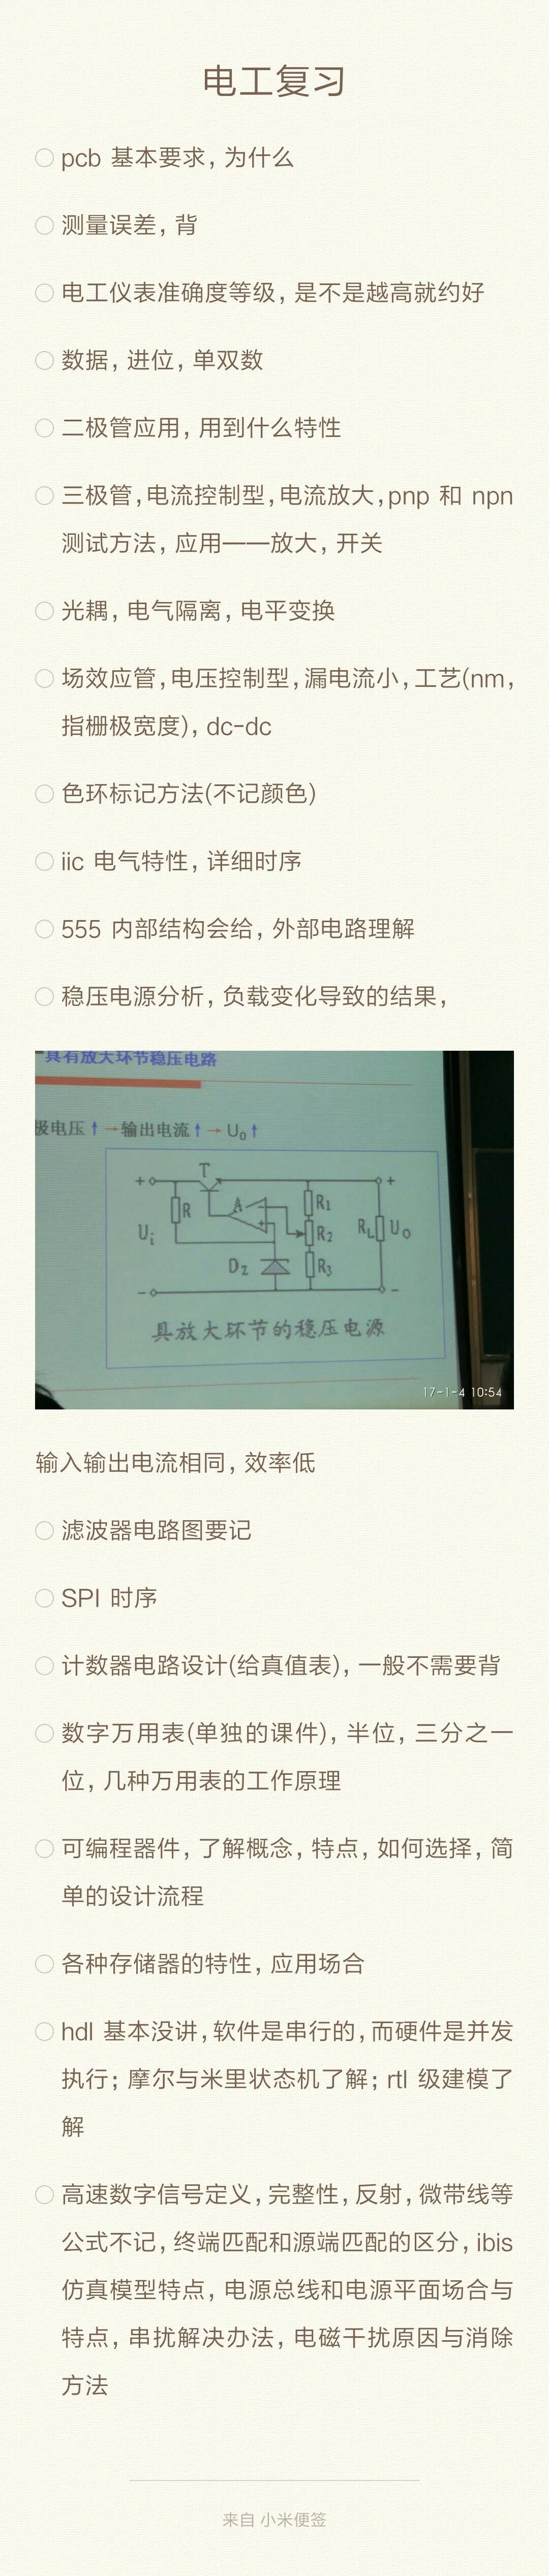 电工复习
pcb 基本要求，为什么
测量误差，背
电工仪表准确度等级，是不是越高就约好
数据，进位，单双数
二极管应用，用到什么特性
三极管，电流控制型，电流放大，pnp 和 npn
测试方法，应用——放大，开关
光耦，电气隔离，电平变换
场效应管，电压控制型，漏电流小，工艺(nm，
指栅极宽度)，dc-dc
色环标记方法(不记颜色)
iic 电气特性，详细时序
555 内部结构会给，外部电路理解
稳压电源分析，负载变化导致的结果，
具有放大环节稳压电路
极电压↑→输出电流↑→U0↑
T
+ +
R A R1
Ui R2 RL U0
D2 R3
- -
具放大环节的稳压电源
17-1-4 10:54
输入输出电流相同，效率低
滤波器电路图要记
SPI 时序
计数器电路设计(给真值表)，一般不需要背
数字万用表(单独的课件)，半位，三分之一
位，几种万用表的工作原理
可编程器件，了解概念，特点，如何选择，简
单的设计流程
各种存储器的特性，应用场合
hdl 基本没讲，软件是串行的，而硬件是并发
执行；摩尔与米里状态机了解；rtl 级建模了
解
高速数字信号定义，完整性，反射，微带线等
公式不记，终端匹配和源端匹配的区分，ibis
仿真模型特点，电源总线和电源平面场合与
特点，串扰解决办法，电磁干扰原因与消除
方法
来自 小米便签